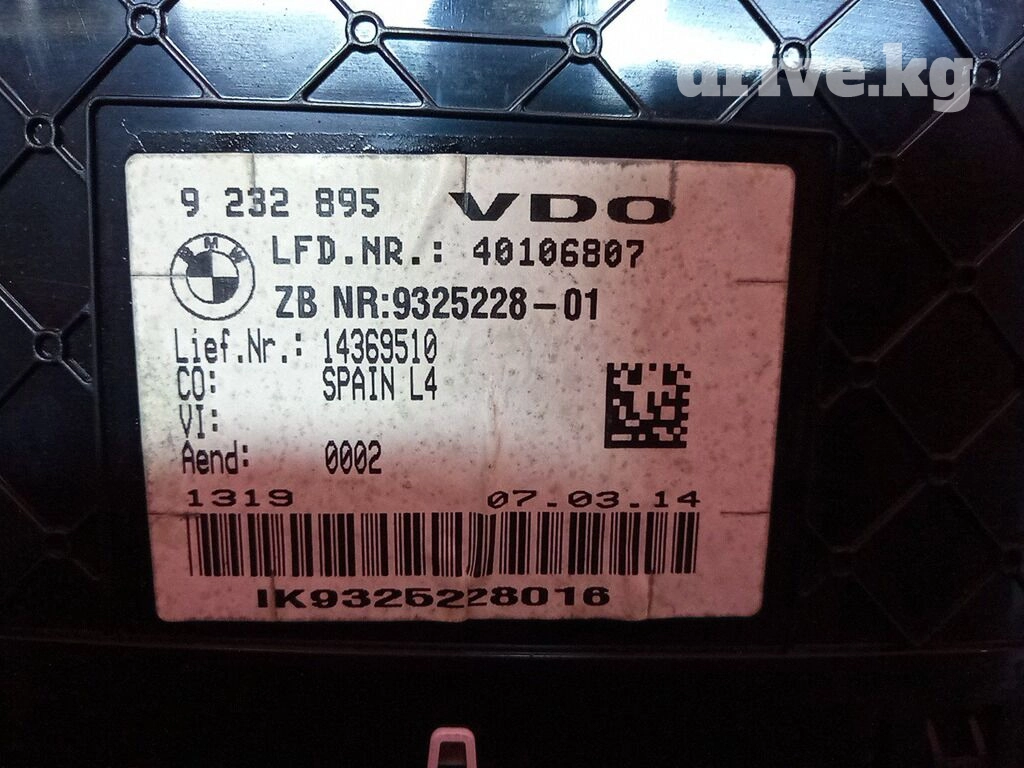 drive.kg
9 232 895 VDO
BMW
LFD.NR.: 40106807
ZB NR:9325228-01
Lief.Nr.: 14369510
CO: SPAIN L4
VI:
Aend: 0002
1319 07.03.14
IK9325228016